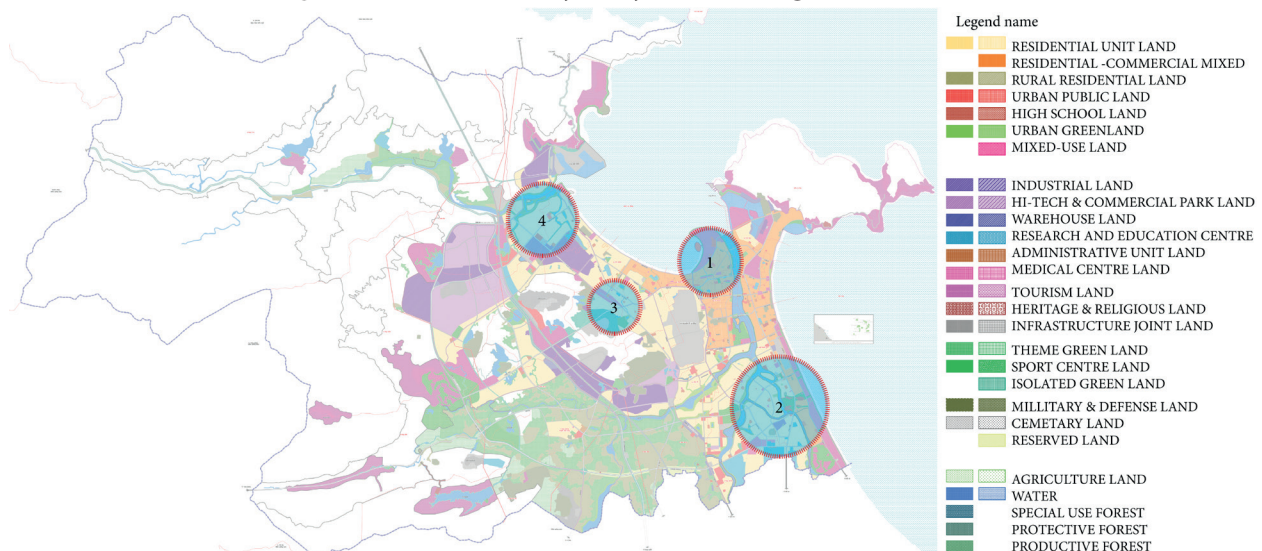 Legend name
RESIDENTIAL UNIT LAND
RESIDENTIAL -COMMERCIAL MIXED
RURAL RESIDENTIAL LAND
URBAN PUBLIC LAND
HIGH SCHOOL LAND
URBAN GREENLAND
MIXED-USE LAND
INDUSTRIAL LAND
HI-TECH & COMMERCIAL PARK LAND
WAREHOUSE LAND
RESEARCH AND EDUCATION CENTRE
ADMINISTRATIVE UNIT LAND
MEDICAL CENTRE LAND
TOURISM LAND
HERITAGE & RELIGIOUS LAND
INFRASTRUCTURE JOINT LAND
THEME GREEN LAND
SPORT CENTRE LAND
ISOLATED GREEN LAND
MILLITARY & DEFENSE LAND
CEMETARY LAND
RESERVED LAND
AGRICULTURE LAND
WATER
SPECIAL USE FOREST
PROTECTIVE FOREST
PRODUCTIVE FOREST
4
1
3
2